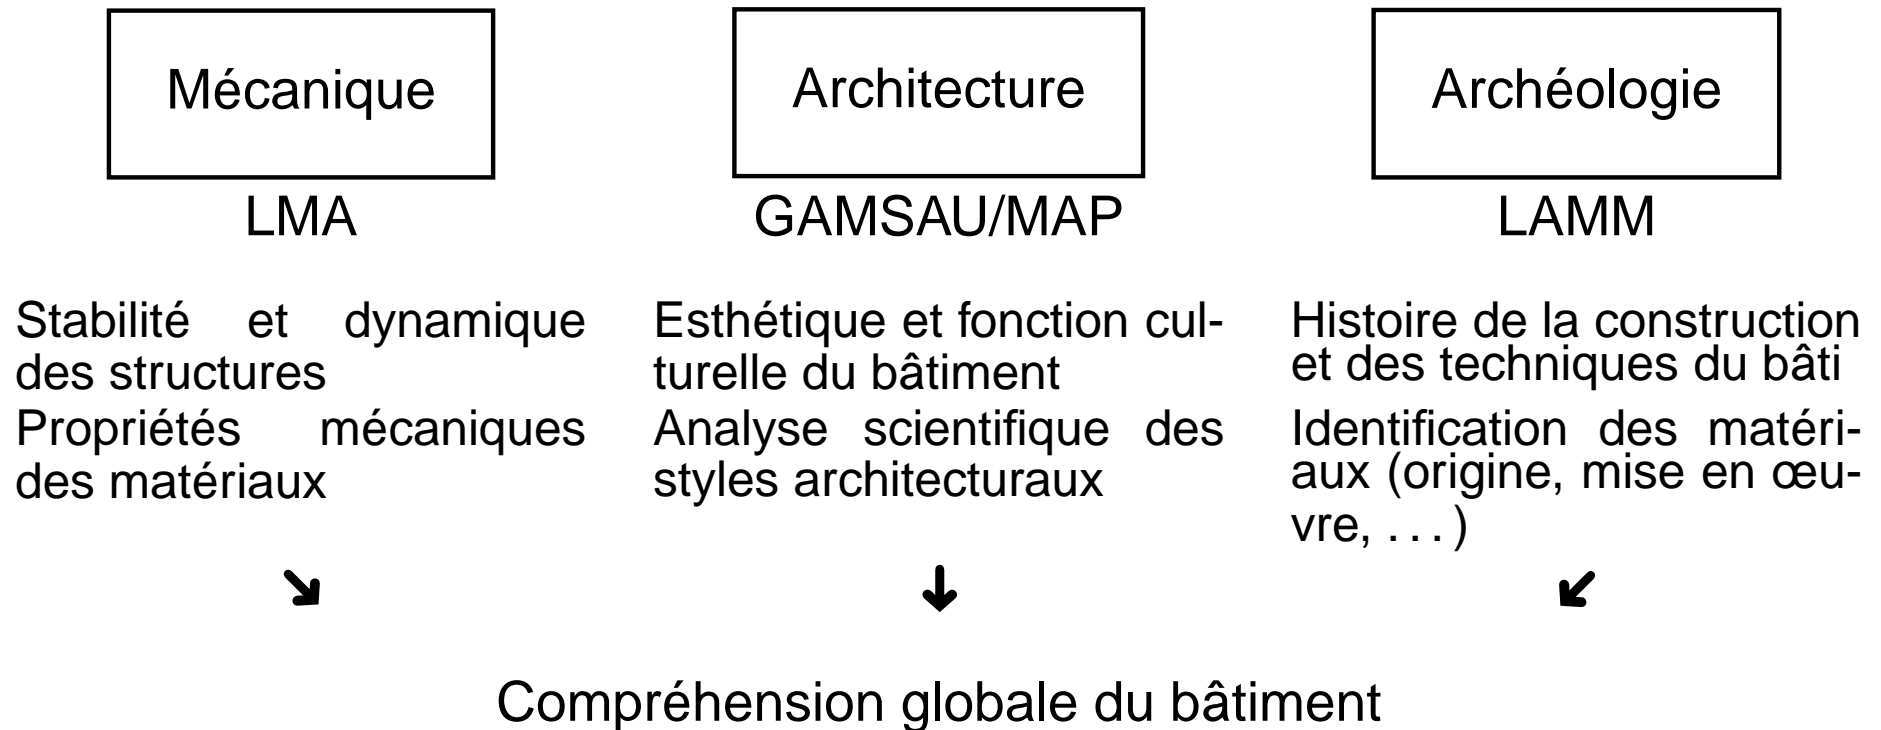 Mécanique
LMA
Stabilité et dynamique
des structures
Propriétés mécaniques
des matériaux
Architecture
GAMSAU/MAP
Esthétique et fonction cul-
turelle du bâtiment
Analyse scientifique des
styles architecturaux
Archéologie
LAMM
Histoire de la construction
et des techniques du bâti
Identification des matéri-
aux (origine, mise en œu-
vre, . . . )
Compréhension globale du bâtiment